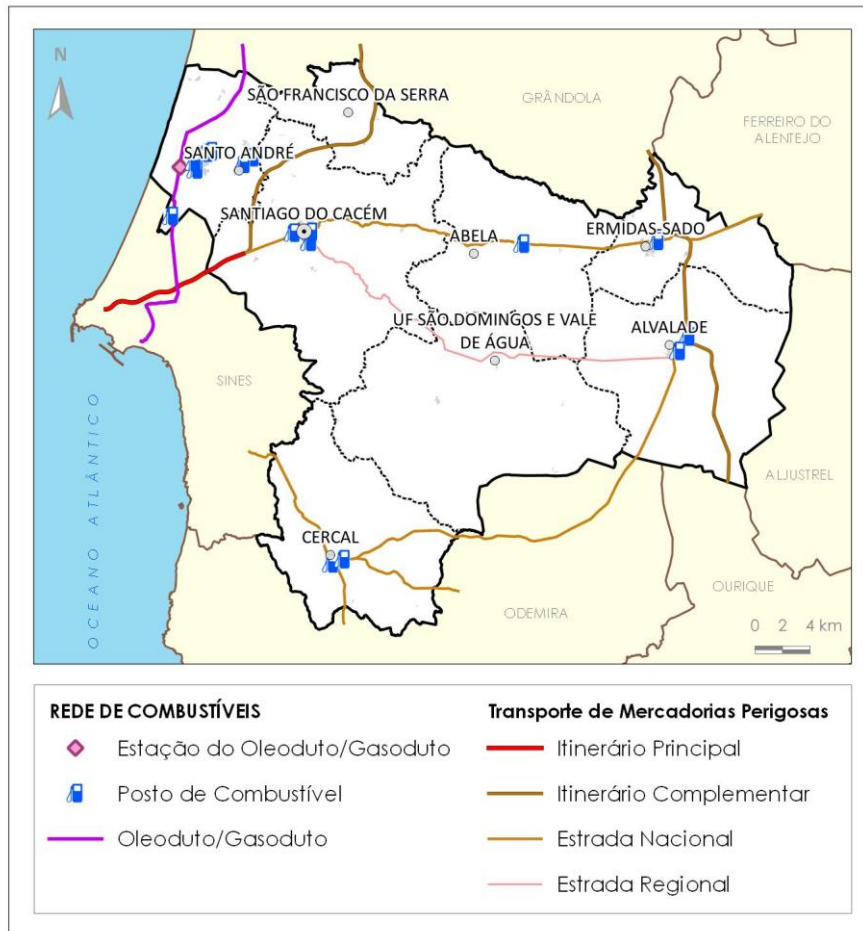 N
SÃO FRANCISCO DA SERRA
GRÂNDOLA
FERREIRO DO
ALENTEJO
SANTO ANDRÉ
SANTIAGO DO CACÉM
ABELA
ERMIDAS-SADO
UF SÃO DOMINGOS E VALE
DE ÁGUA
ALVALADE
SINES
OCEANO ATLÂNTICO
ALJUSTREL
CERCAL
OURIQUE
ODEMIRA
0 2 4 km
REDE DE COMBUSTÍVEIS
Estação do Oleoduto/Gasoduto
Posto de Combustível
Oleoduto/Gasoduto
Transporte de Mercadorias Perigosas
Itinerário Principal
Itinerário Complementar
Estrada Nacional
Estrada Regional